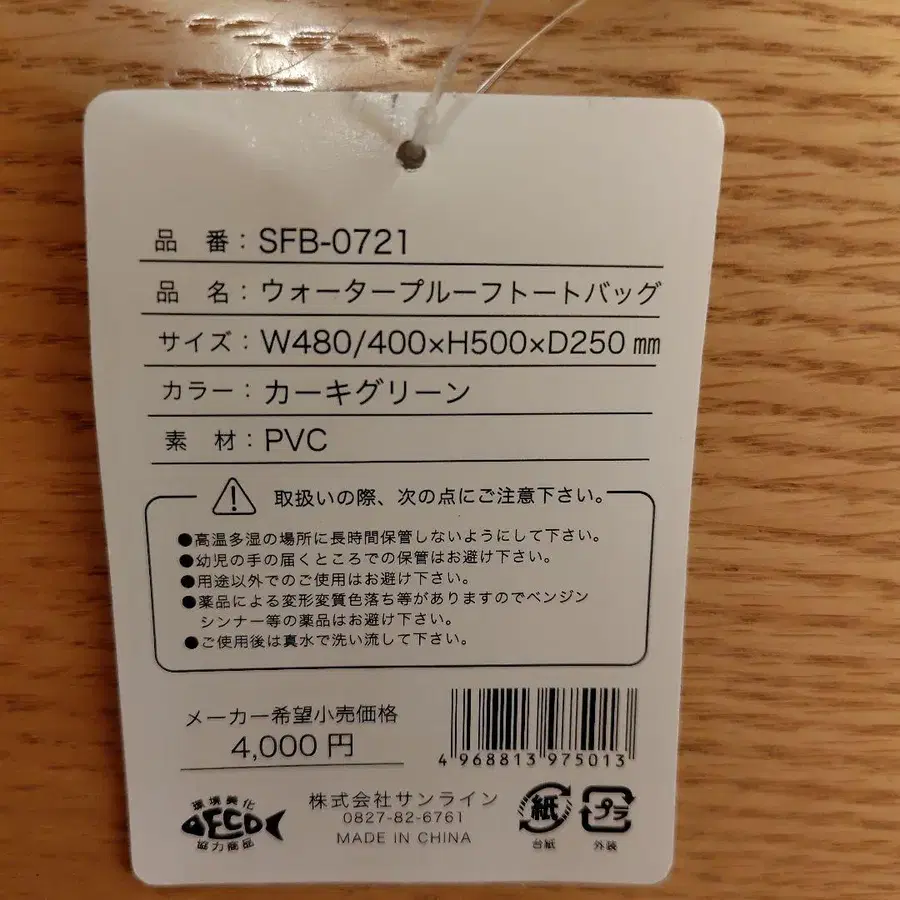 品 番：SFB-0721
品 名：ウォータープルーフトートバッグ
サイズ：W480/400×H500×D250㎜
カラー：カーキグリーン
素 材：PVC
取扱いの際、次の点にご注意下さい。
●高温多湿の場所に長時間保管しないようにして下さい。
●幼児の手の届くところでの保管はお避け下さい。
●用途以外でのご使用はお避け下さい。
●薬品による変形変質色落ち等がありますのでベンジン
シンナー等の薬品はお避け下さい。
●ご使用後は真水で洗い流して下さい。
メーカー希望小売価格
4,000円
4 968813 975013
環境美化
ECO
協力商品
株式会社サンライン
0827-82-6761
MADE IN CHINA
紙
台紙
プラ
外装